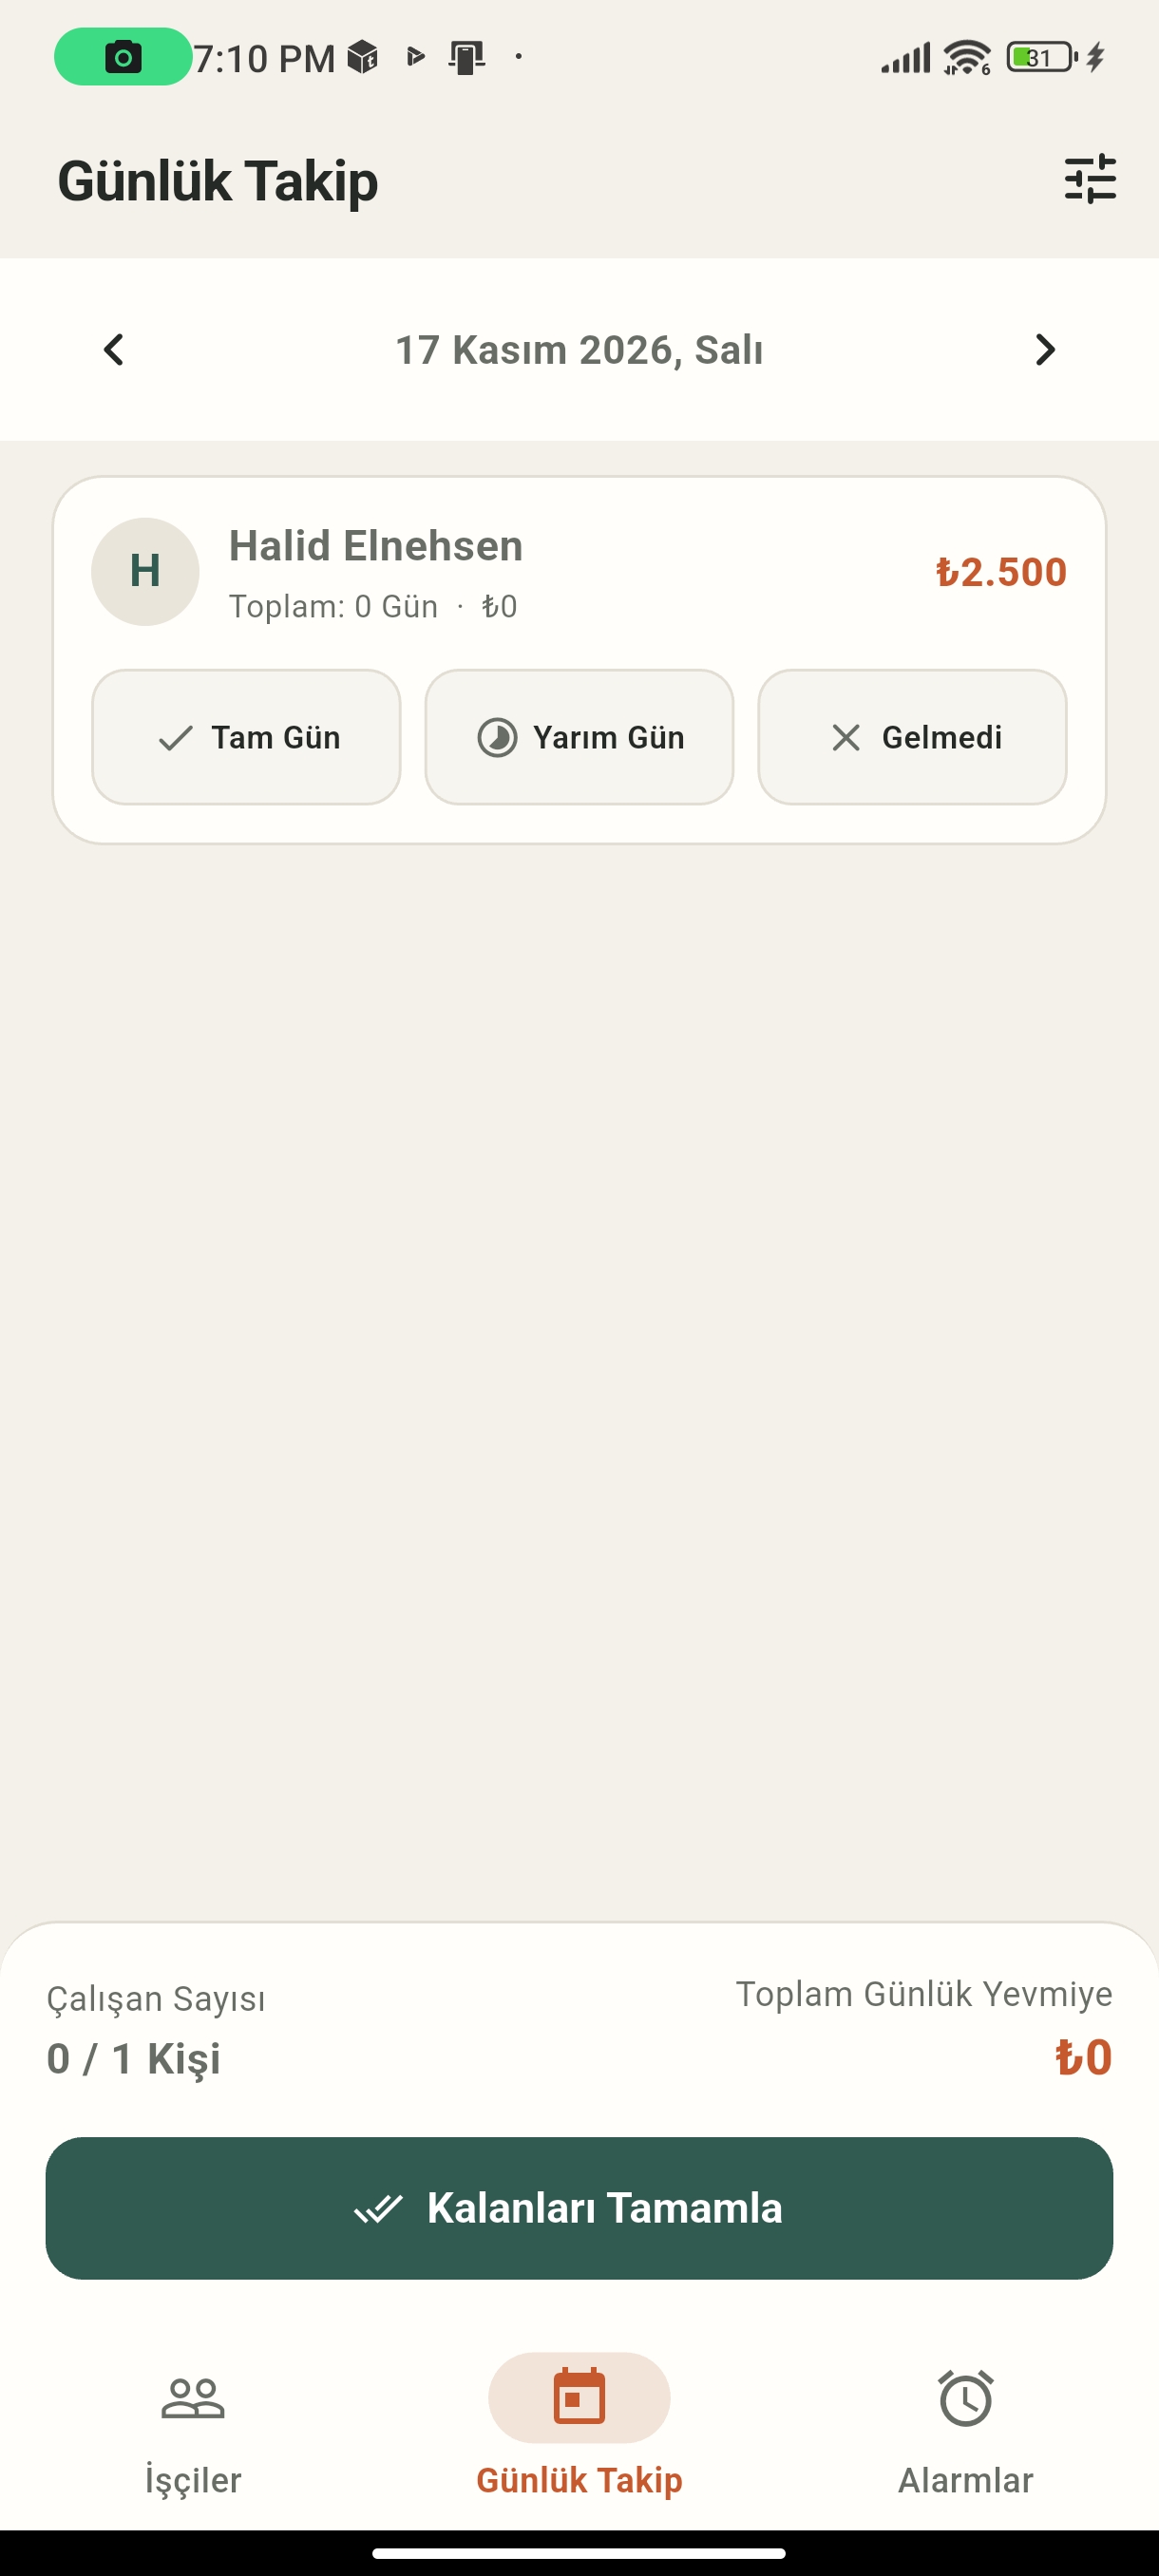 7:10 PM
6
31
Günlük Takip
17 Kasım 2026, Salı
H
Halid Elnehsen
₺2.500
Toplam: 0 Gün · ₺0
Tam Gün
Yarım Gün
Gelmedi
Çalışan Sayısı
Toplam Günlük Yevmiye
0 / 1 Kişi
₺0
Kalanları Tamamla
İşçiler
Günlük Takip
Alarmlar